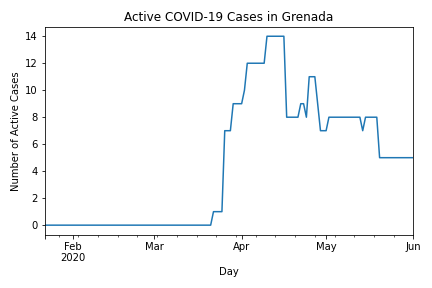 Active COVID-19 Cases in Grenada
Number of Active Cases
14
12
10
8
6
4
2
0
Feb
2020
Mar
Apr
May
Jun
Day